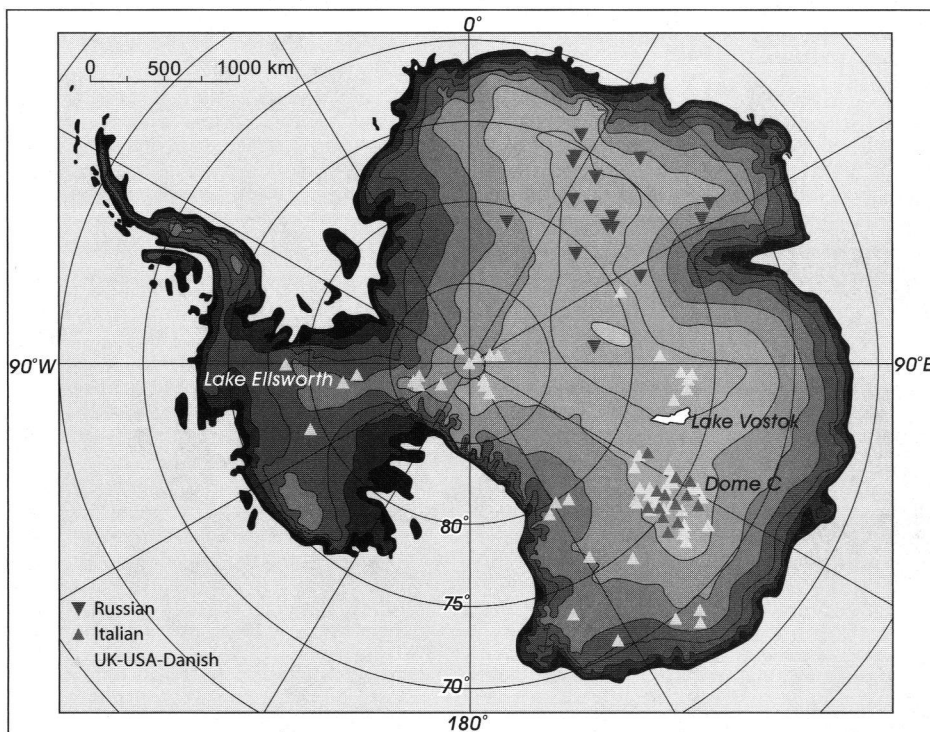 0°
0 500 1000 km
90°W
90°E
Lake Ellsworth
Lake Vostok
Dome C
80°
75°
70°
Russian
Italian
UK-USA-Danish
180°